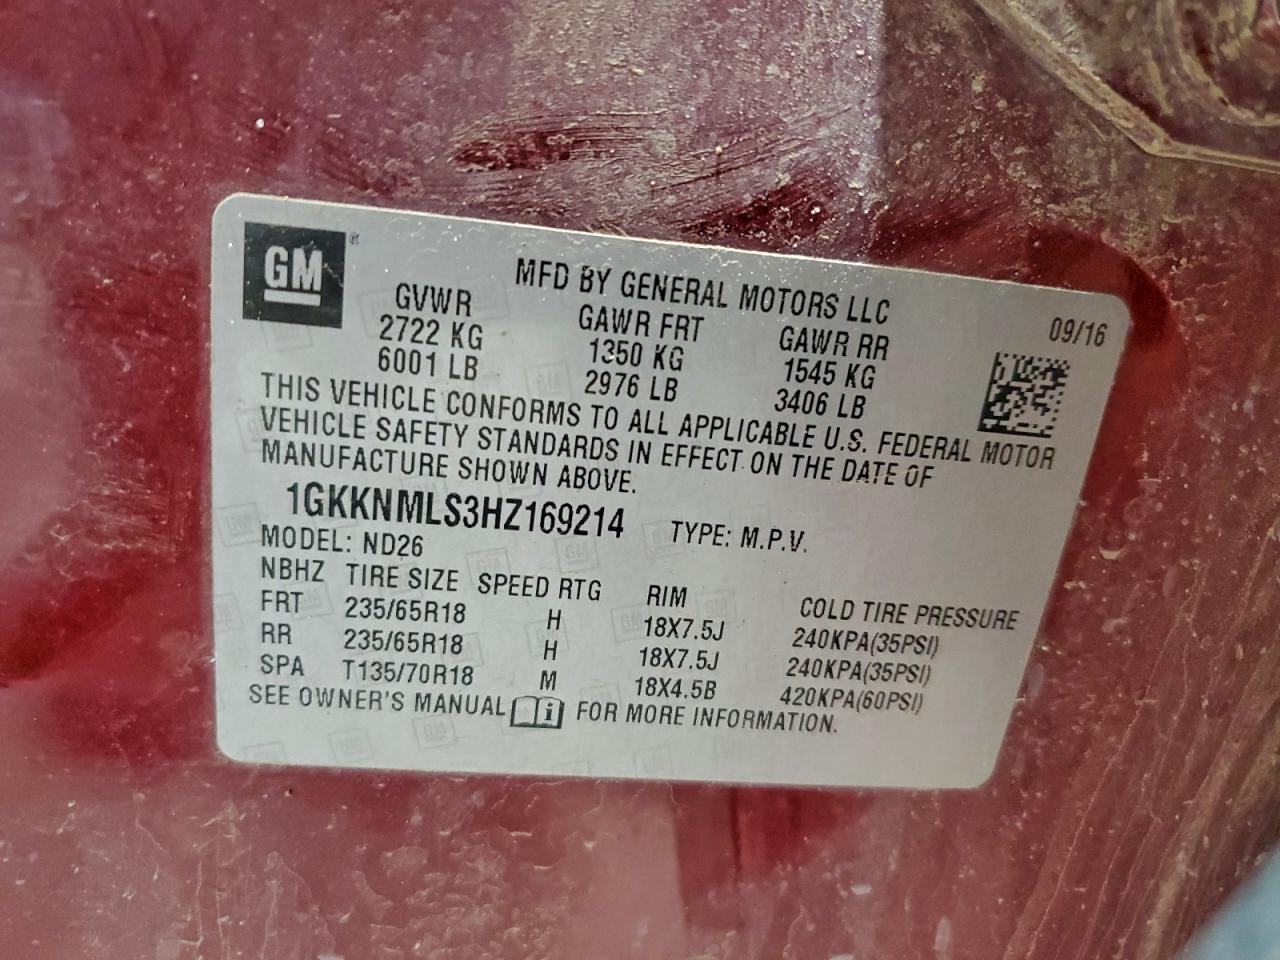 GM®
MFD BY GENERAL MOTORS LLC
09/16
GVWR GAWR FRT GAWR RR
2722 KG 1350 KG 1545 KG
6001 LB 2976 LB 3406 LB
THIS VEHICLE CONFORMS TO ALL APPLICABLE U.S. FEDERAL MOTOR
VEHICLE SAFETY STANDARDS IN EFFECT ON THE DATE OF
MANUFACTURE SHOWN ABOVE.
1GKKNMLS3HZ169214 TYPE: M.P.V.
MODEL: ND26
NBHZ TIRE SIZE SPEED RTG RIM COLD TIRE PRESSURE
FRT 235/65R18 H 18X7.5J 240KPA(35PSI)
RR 235/65R18 H 18X7.5J 240KPA(35PSI)
SPA T135/70R18 M 18X4.5B 420KPA(60PSI)
SEE OWNER'S MANUAL i FOR MORE INFORMATION.